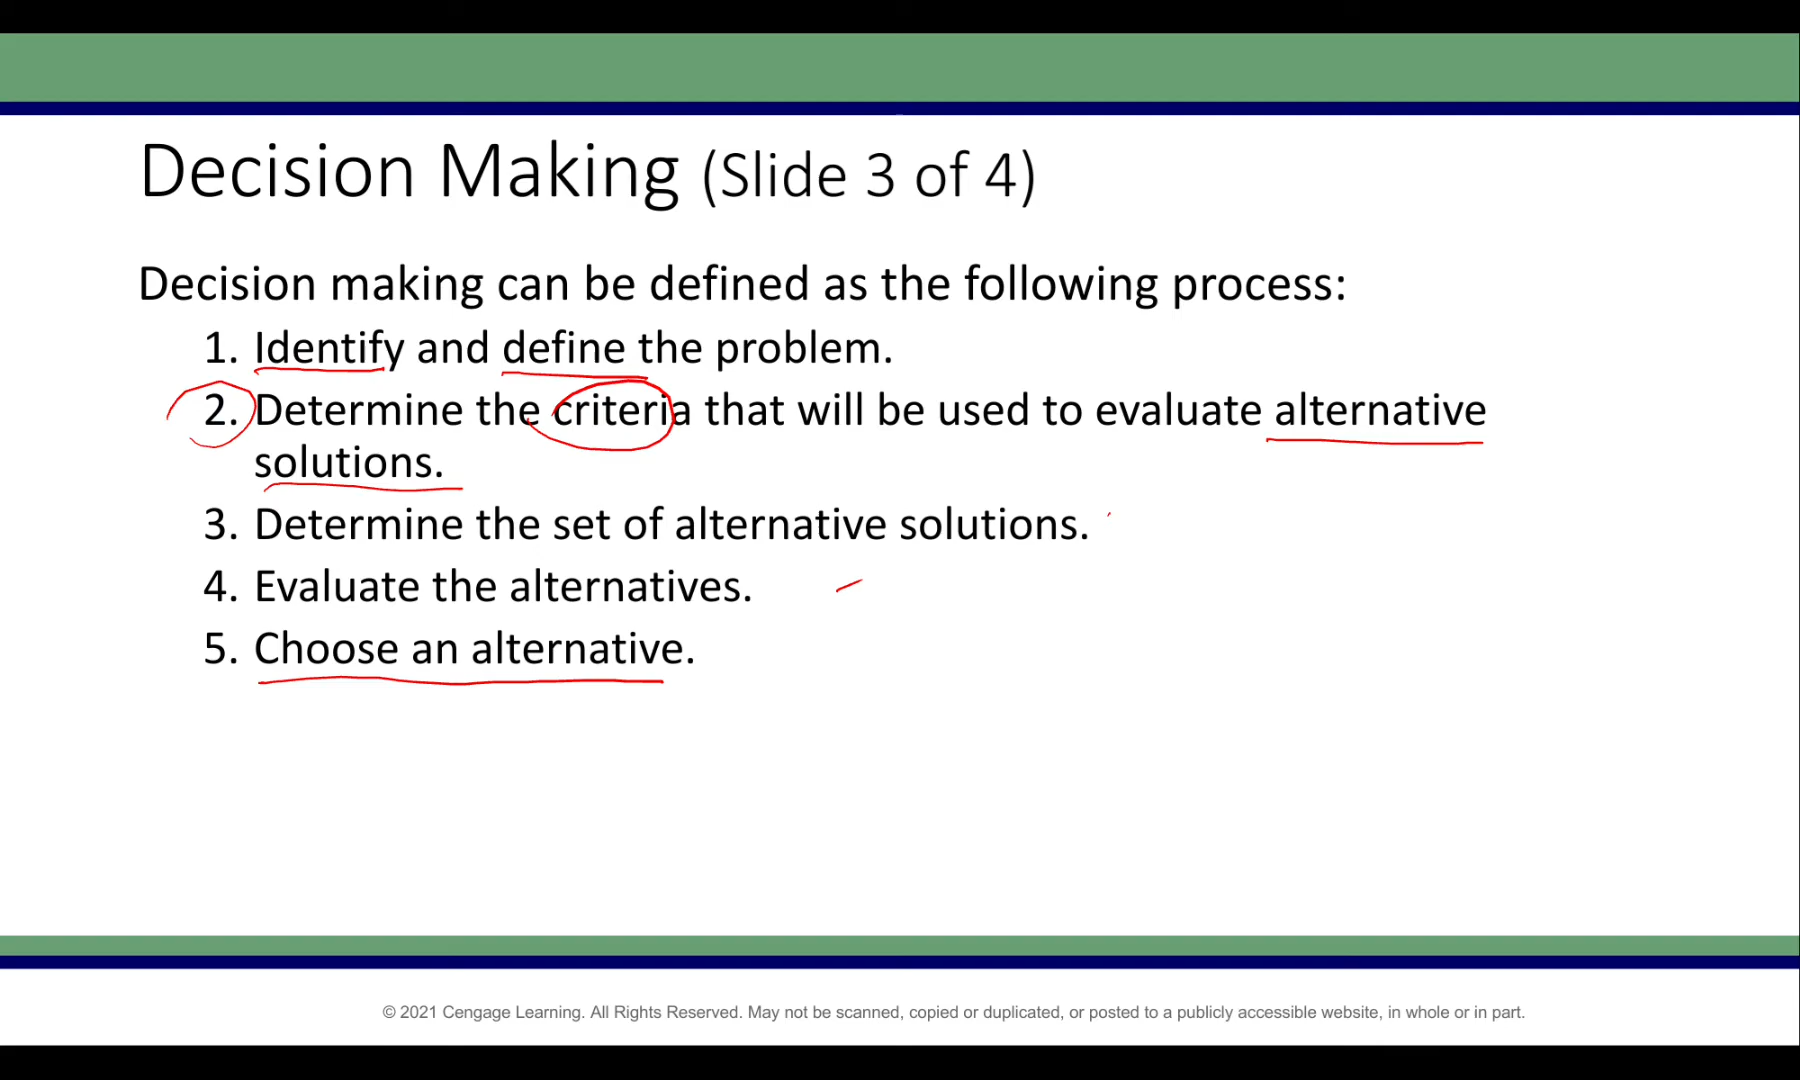 Decision Making (Slide 3 of 4)
Decision making can be defined as the following process:
1. Identify and define the problem.
2. Determine the criteria that will be used to evaluate alternative
solutions.
3. Determine the set of alternative solutions.
4. Evaluate the alternatives.
5. Choose an alternative.
© 2021 Cengage Learning. All Rights Reserved. May not be scanned, copied or duplicated, or posted to a publicly accessible website, in whole or in part.